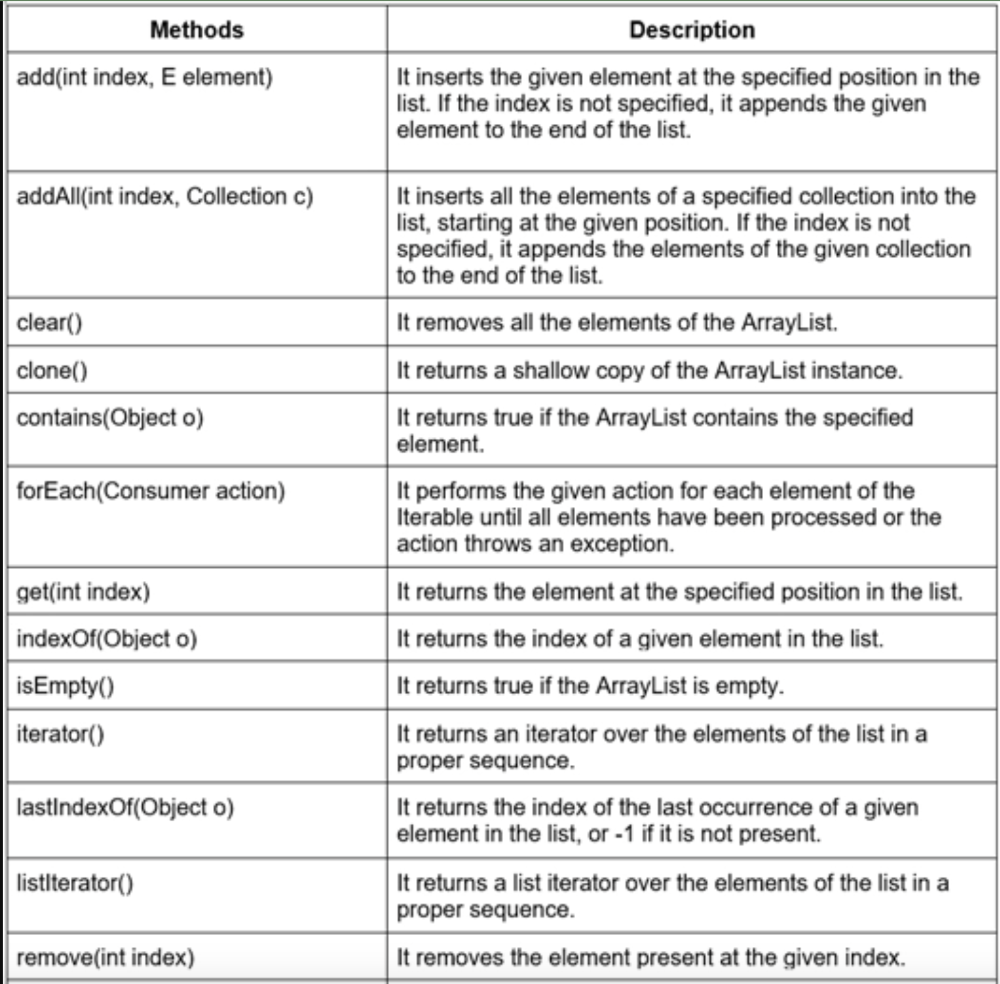 Methods
Description
add(int index, E element)
It inserts the given element at the specified position in the
list. If the index is not specified, it appends the given
element to the end of the list.
addAll(int index, Collection c)
It inserts all the elements of a specified collection into the
list, starting at the given position. If the index is not
specified, it appends the elements of the given collection
to the end of the list.
clear()
It removes all the elements of the ArrayList.
clone()
It returns a shallow copy of the ArrayList instance.
contains(Object o)
It returns true if the ArrayList contains the specified
element.
forEach(Consumer action)
It performs the given action for each element of the
Iterable until all elements have been processed or the
action throws an exception.
get(int index)
It returns the element at the specified position in the list.
indexOf(Object o)
It returns the index of a given element in the list.
isEmpty()
It returns true if the ArrayList is empty.
iterator()
It returns an iterator over the elements of the list in a
proper sequence.
lastIndexOf(Object o)
It returns the index of the last occurrence of a given
element in the list, or -1 if it is not present.
listIterator()
It returns a list iterator over the elements of the list in a
proper sequence.
remove(int index)
It removes the element present at the given index.